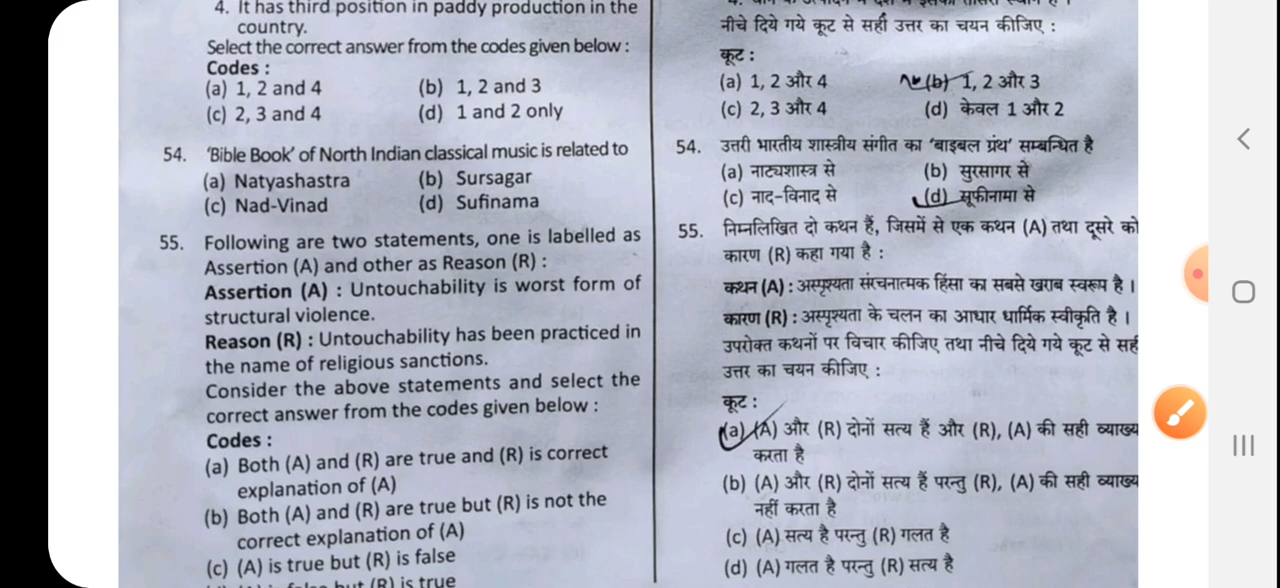 4. It has third position in paddy production in the
country.
Select the correct answer from the codes given below :
Codes :
(a) 1, 2 and 4 (b) 1, 2 and 3
(c) 2, 3 and 4 (d) 1 and 2 only
54. 'Bible Book' of North Indian classical music is related to
(a) Natyashastra (b) Sursagar
(c) Nad-Vinad (d) Sufinama
55. Following are two statements, one is labelled as
Assertion (A) and other as Reason (R) :
Assertion (A) : Untouchability is worst form of
structural violence.
Reason (R) : Untouchability has been practiced in
the name of religious sanctions.
Consider the above statements and select the
correct answer from the codes given below :
Codes :
(a) Both (A) and (R) are true and (R) is correct
explanation of (A)
(b) Both (A) and (R) are true but (R) is not the
correct explanation of (A)
(c) (A) is true but (R) is false
but (R) is true
नीचे दिये गये कूट से सही उत्तर का चयन कीजिए :
कूट :
(a) 1, 2 और 4 (b) 1, 2 और 3
(c) 2, 3 और 4 (d) केवल 1 और 2
54. उत्तरी भारतीय शास्त्रीय संगीत का 'बाइबल ग्रंथ' सम्बन्धित है
(a) नाट्यशास्त्र से (b) सुरसागर से
(c) नाद-विनाद से (d) सूफीनामा से
55. निम्नलिखित दो कथन हैं, जिसमें से एक कथन (A) तथा दूसरे को
कारण (R) कहा गया है :
कथन (A) : अस्पृश्यता संरचनात्मक हिंसा का सबसे खराब स्वरूप है ।
कारण (R) : अस्पृश्यता के चलन का आधार धार्मिक स्वीकृति है ।
उपरोक्त कथनों पर विचार कीजिए तथा नीचे दिये गये कूट से सही
उत्तर का चयन कीजिए :
कूट :
(a) (A) और (R) दोनों सत्य हैं और (R), (A) की सही व्याख्य
करता है
(b) (A) और (R) दोनों सत्य हैं परन्तु (R), (A) की सही व्याख्य
नहीं करता है
(c) (A) सत्य है परन्तु (R) गलत है
(d) (A) गलत है परन्तु (R) सत्य है